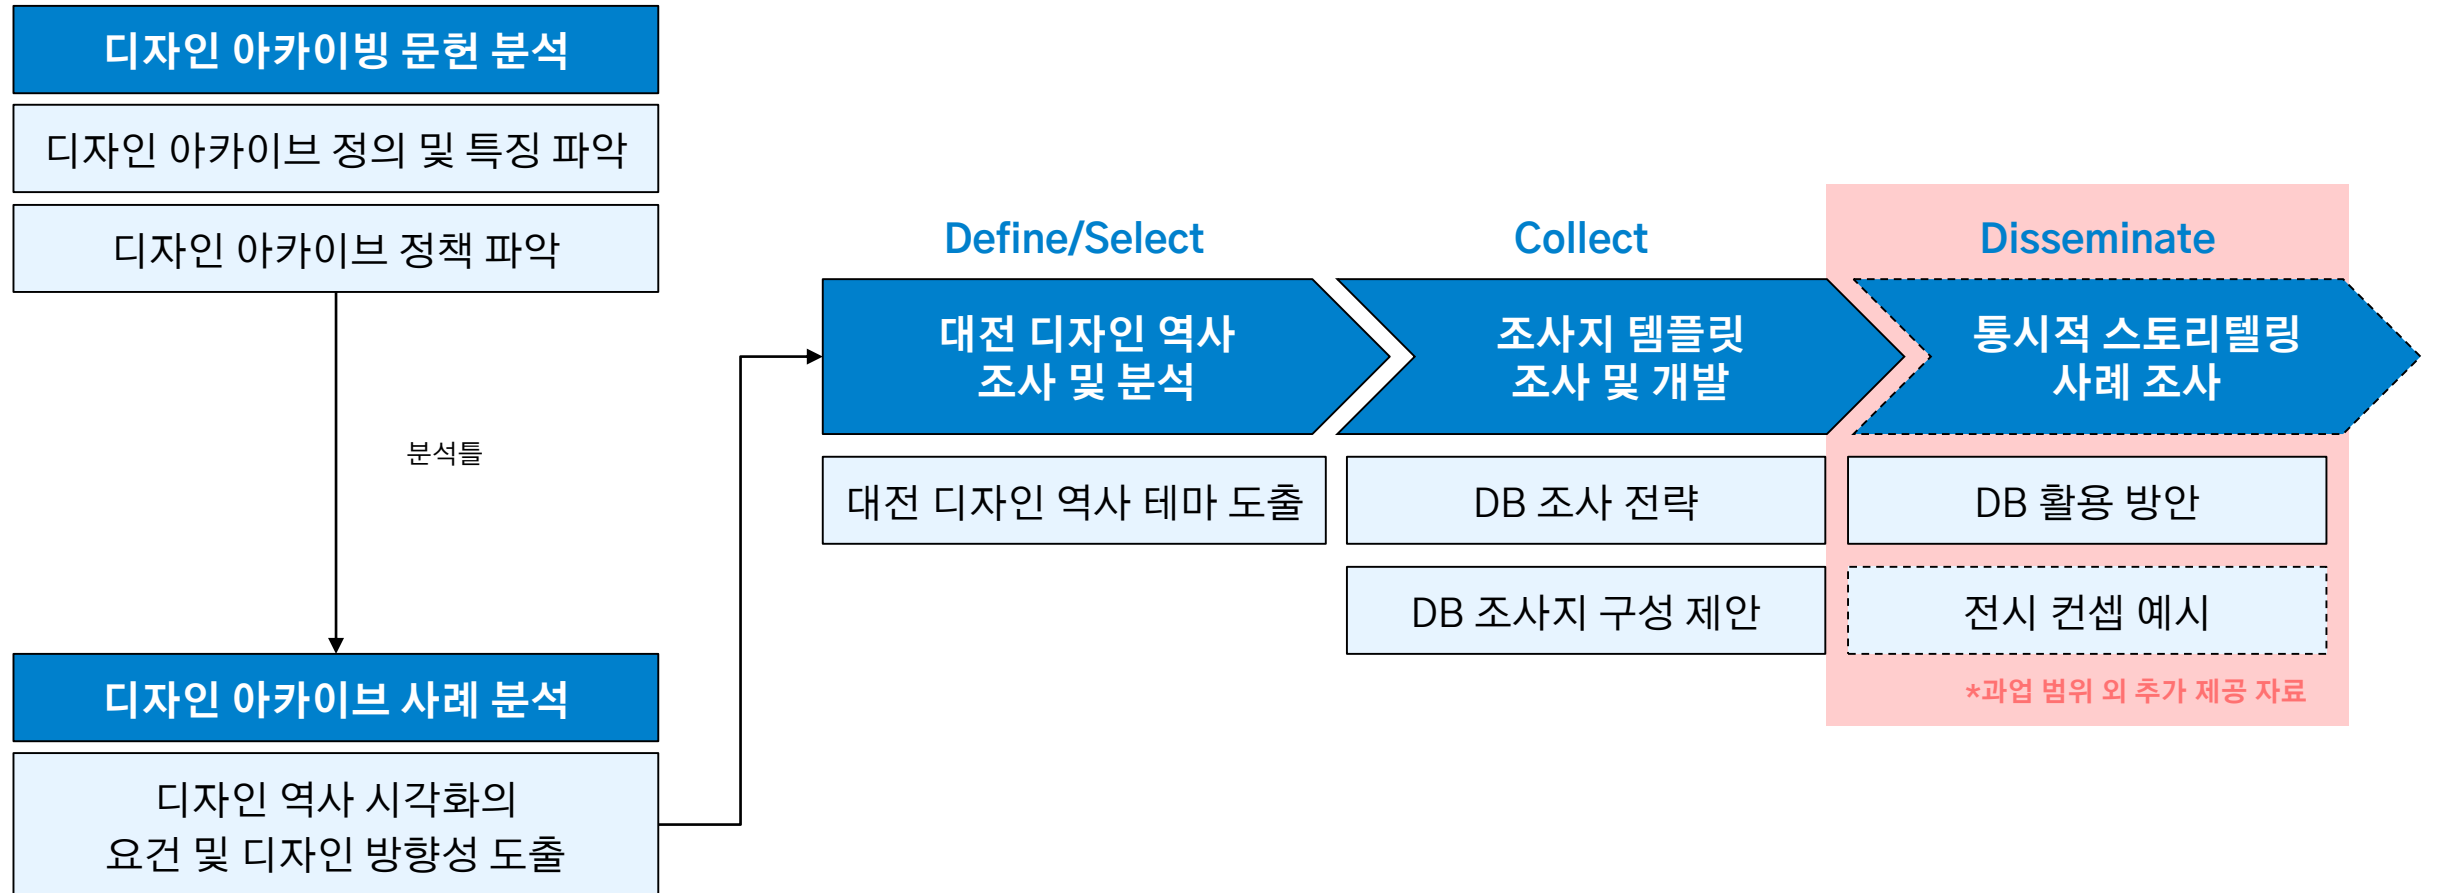 디자인 아카이빙 문헌 분석
디자인 아카이브 정의 및 특징 파악
디자인 아카이브 정책 파악
분석틀
디자인 아카이브 사례 분석
디자인 역사 시각화의
요건 및 디자인 방향성 도출
Define/Select
대전 디자인 역사
조사 및 분석
대전 디자인 역사 테마 도출
Collect
조사지 템플릿
조사 및 개발
DB 조사 전략
DB 조사지 구성 제안
Disseminate
통시적 스토리텔링
사례 조사
DB 활용 방안
전시 컨셉 예시
*과업 범위 외 추가 제공 자료